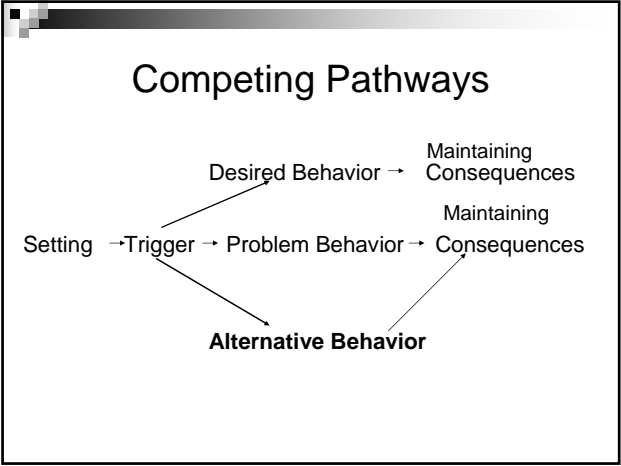 Competing Pathways
Maintaining
Desired Behavior → Consequences
Maintaining
Setting → Trigger → Problem Behavior → Consequences
Alternative Behavior